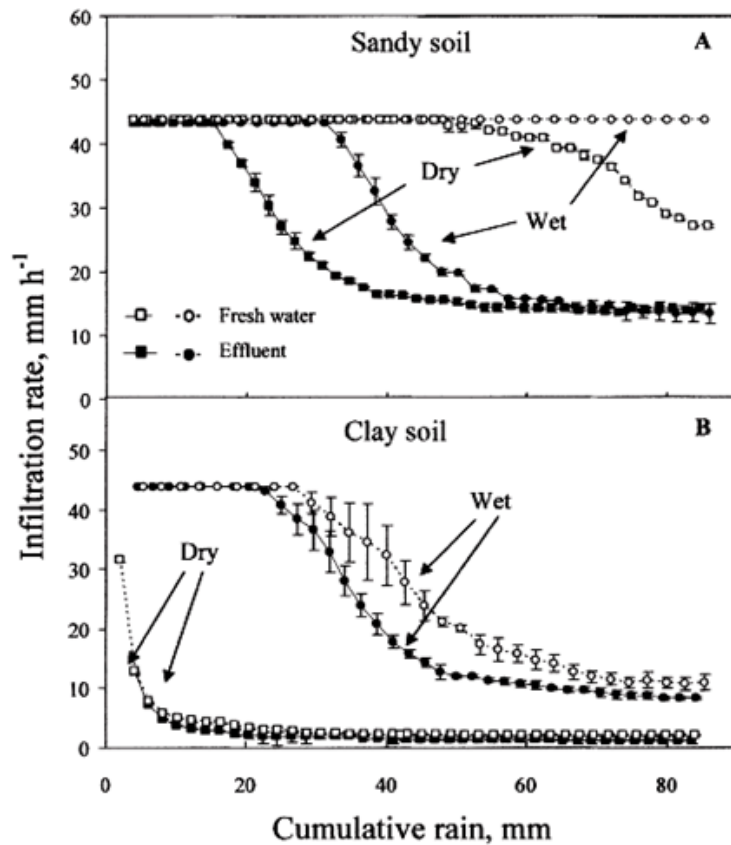 60
Sandy soil
A
50
40
Dry
Wet
30
20
Fresh water
10
Effluent
0
Clay soil
B
50
40
Wet
Dry
30
20
10
0
0
20
40
60
80
Infiltration rate, mm h⁻¹
Cumulative rain, mm